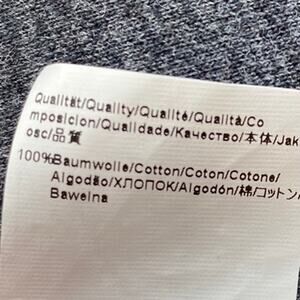 Qualität/Quality/Qualité/Qualità/Co
mposicion/Qualidade/Качество/本体/Jak
osc/品質
100%Baumwolle/Cotton/Coton/Cotone/
Algodão/ХЛОПОК/Algodón/棉/コットン/
Bawełna